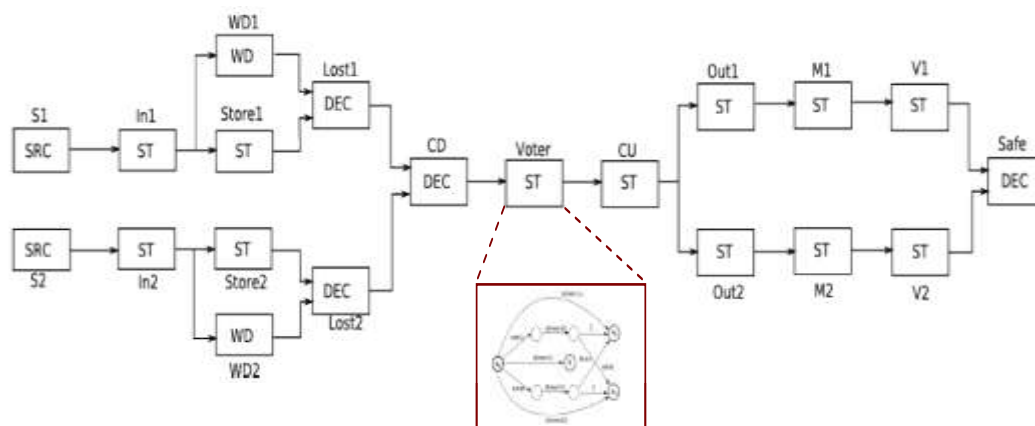 WD1
WD
Lost1
DEC
S1
SRC
In1
ST
Store1
ST
CD
DEC
Voter
ST
CU
ST
Out1
ST
M1
ST
V1
ST
Safe
DEC
SRC
S2
ST
In2
ST
Store2
DEC
Lost2
WD
WD2
ST
Out2
ST
M2
ST
V2